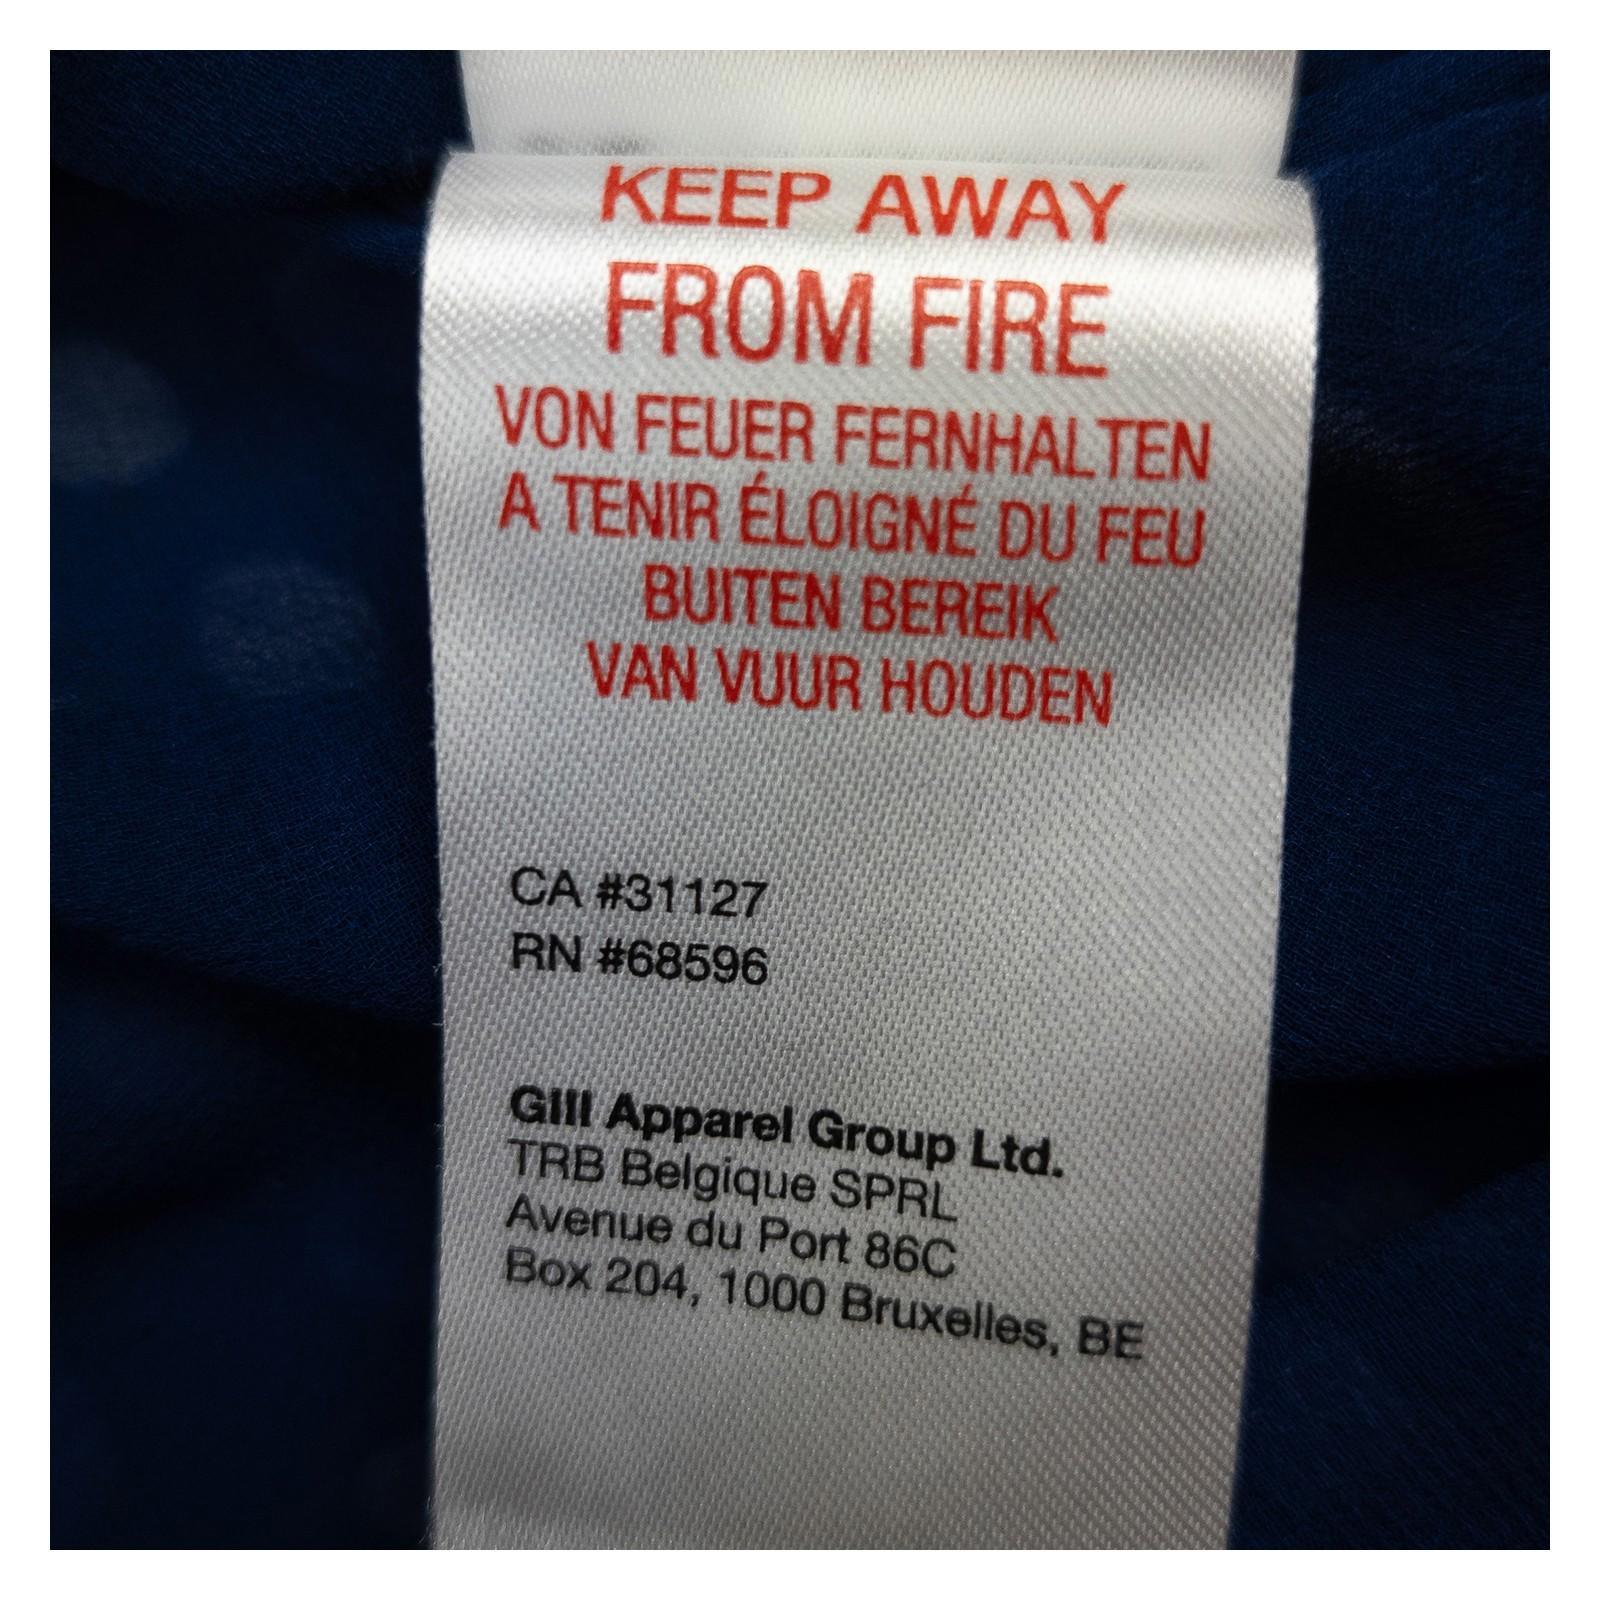 KEEP AWAY
FROM FIRE
VON FEUER FERNHALTEN
A TENIR ÉLOIGNÉ DU FEU
BUITEN BEREIK
VAN VUUR HOUDEN
CA #31127
RN #68596
GIII Apparel Group Ltd.
TRB Belgique SPRL
Avenue du Port 86C
Box 204, 1000 Bruxelles, BE